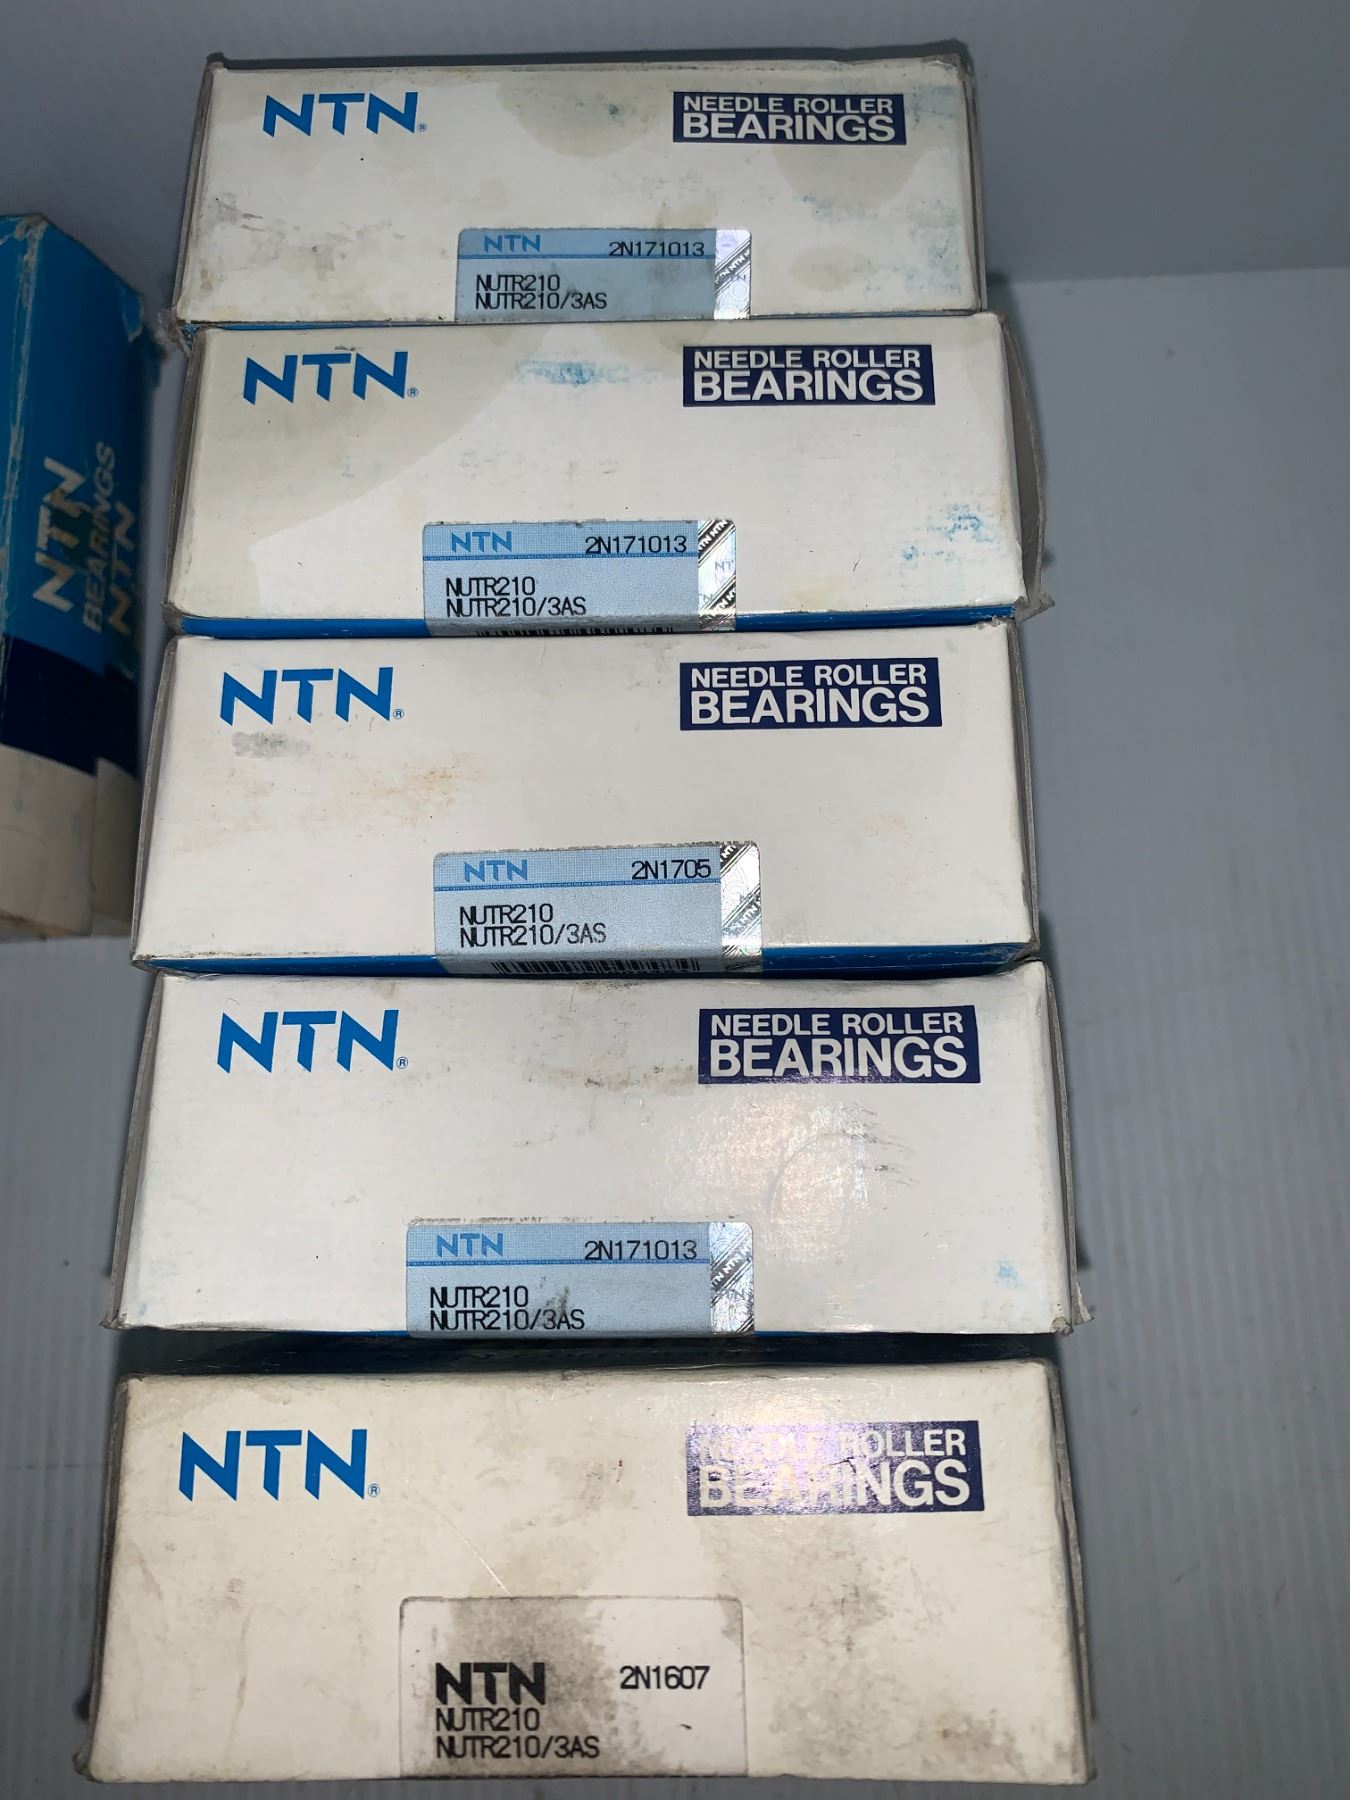 NTN®
NEEDLE ROLLER
BEARINGS
NTN 2N171013
NUTR210
NUTR210/3AS
NTN®
NEEDLE ROLLER
BEARINGS
NTN 2N171013
NUTR210
NUTR210/3AS
NTN®
NEEDLE ROLLER
BEARINGS
NTN 2N1705
NUTR210
NUTR210/3AS
NTN®
NEEDLE ROLLER
BEARINGS
NTN 2N171013
NUTR210
NUTR210/3AS
NTN®
NEEDLE ROLLER
BEARINGS
NTN 2N1607
NUTR210
NUTR210/3AS
NTN
BEARINGS
NTN